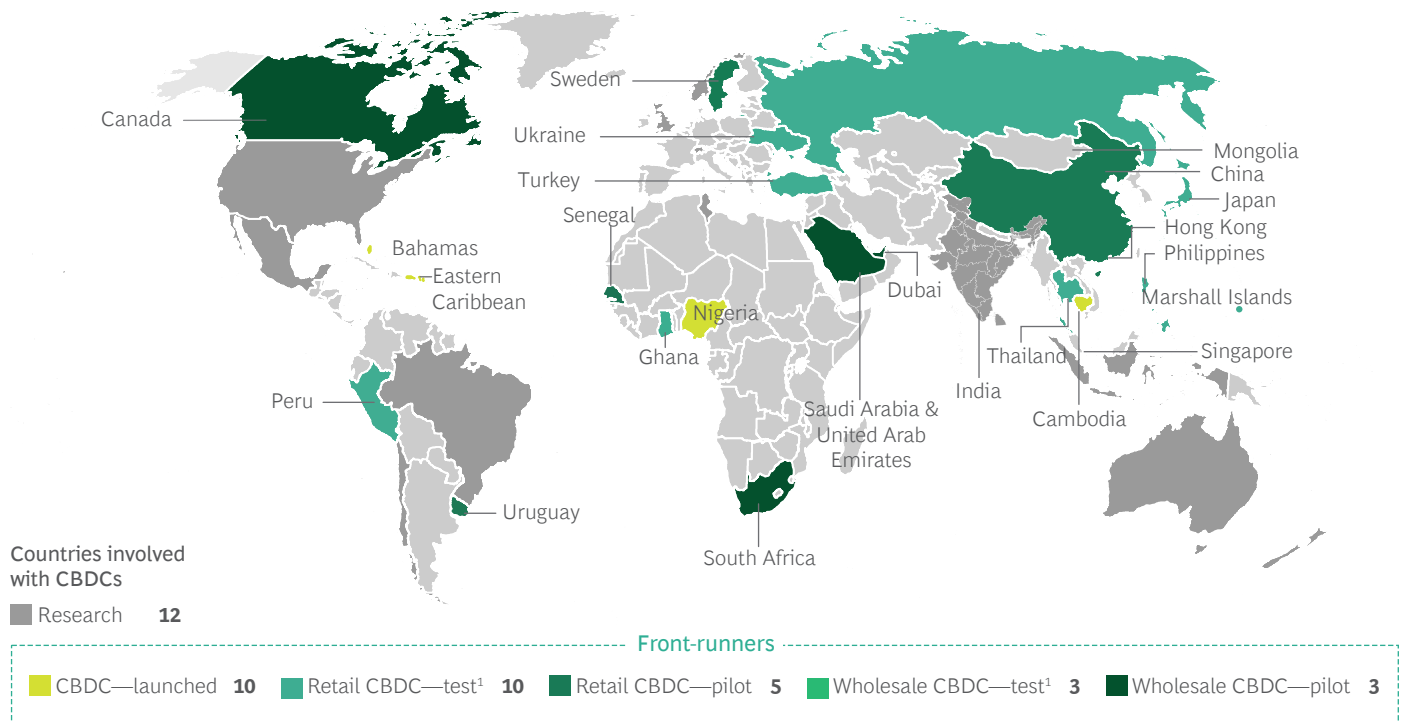 Sweden
Canada
Ukraine
Mongolia
China
Turkey
Japan
Senegal
Hong Kong
Bahamas
Philippines
Eastern
Caribbean
Dubai
Marshall Islands
Nigeria
Ghana
Thailand
Singapore
India
Peru
Saudi Arabia &
United Arab
Emirates
Cambodia
Uruguay
South Africa
Countries involved
with CBDCs
Research 12
Front-runners
CBDC—launched 10 Retail CBDC—test¹ 10 Retail CBDC—pilot 5 Wholesale CBDC—test¹ 3 Wholesale CBDC—pilot 3